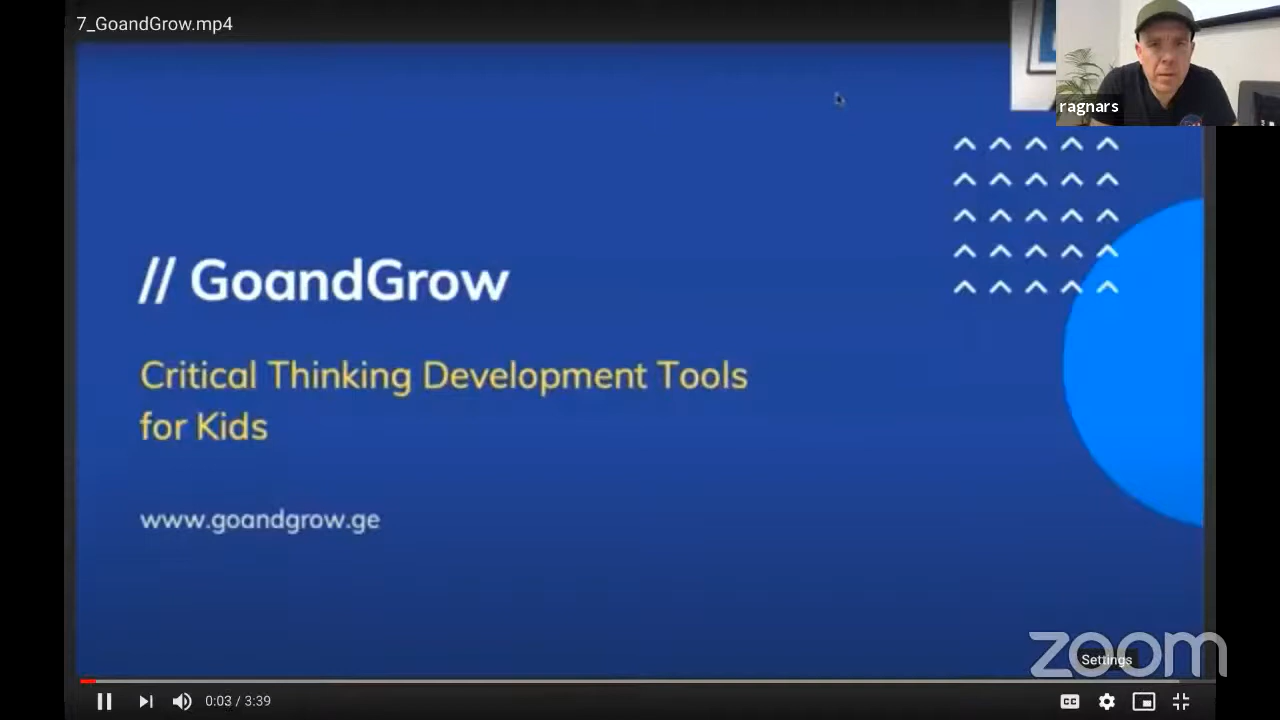 7_GoandGrow.mp4
ragnars
// GoandGrow
Critical Thinking Development Tools
for Kids
www.goandgrow.ge
zoom
Settings
0:03 / 3:39
CC